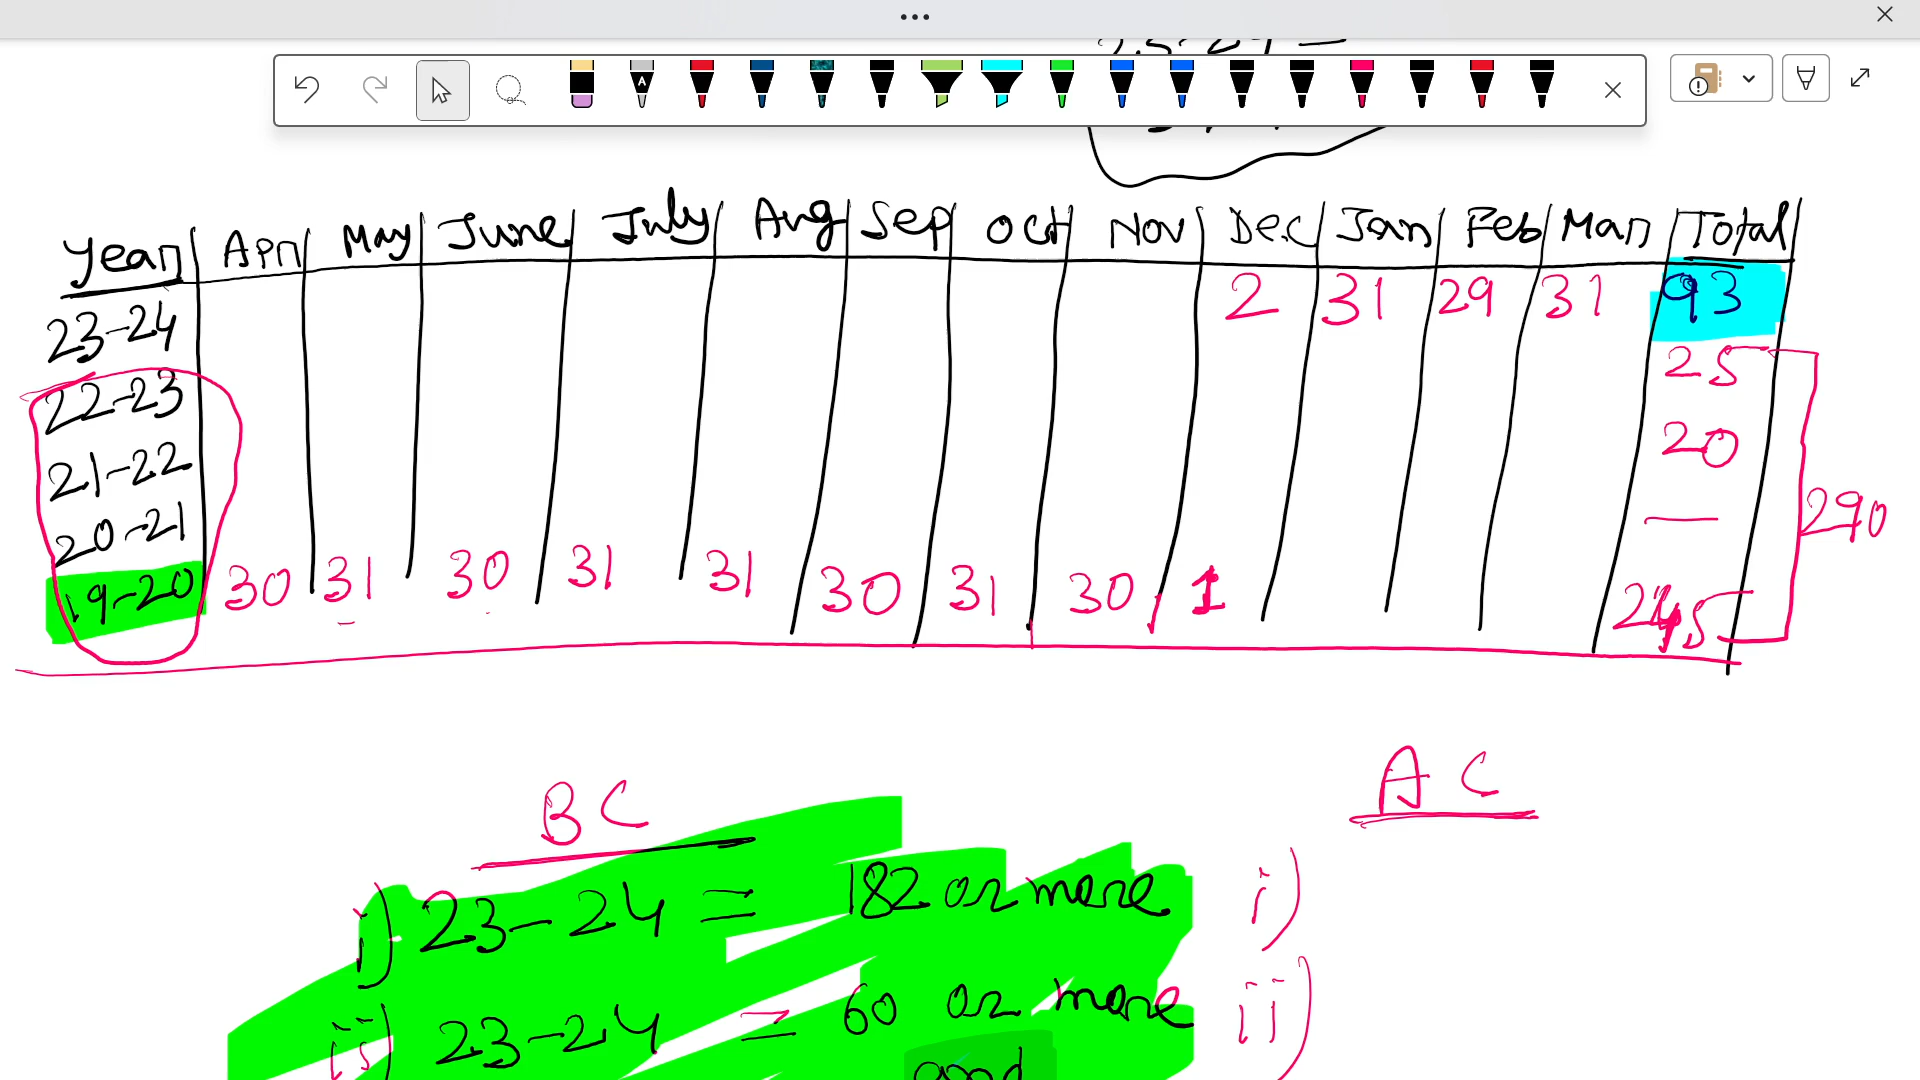 Year Apr May June July Aug Sep Oct Nov Dec Jan Feb Mar Total
23-24 2 31 29 31 93
22-23 25
21-22 20
20-21 — 290
19-20 30 31 30 31 31 30 31 30 1 245
BC AC
i) 23-24 = 182 or more i)
ii) 23-24 = 60 or more ii)
and